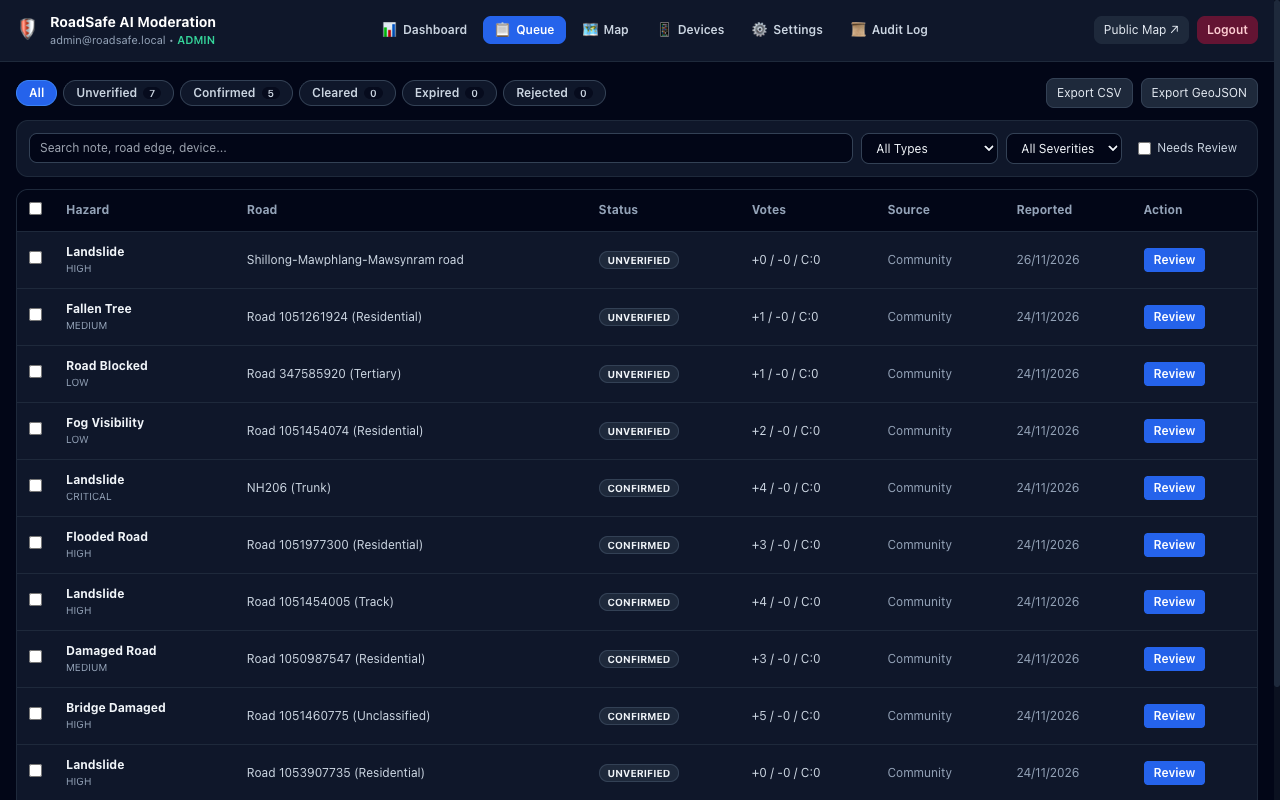 RoadSafe AI Moderation
admin@roadsafe.local • ADMIN
Dashboard
Queue
Map
Devices
Settings
Audit Log
Public Map ↗
Logout
All
Unverified 7
Confirmed 5
Cleared 0
Expired 0
Rejected 0
Export CSV
Export GeoJSON
Search note, road edge, device...
All Types
All Severities
Needs Review
Hazard Road Status Votes Source Reported Action
Landslide
HIGH
Shillong-Mawphlang-Mawsynram road UNVERIFIED +0 / -0 / C:0 Community 26/11/2026 Review
Fallen Tree
MEDIUM
Road 1051261924 (Residential) UNVERIFIED +1 / -0 / C:0 Community 24/11/2026 Review
Road Blocked
LOW
Road 347585920 (Tertiary) UNVERIFIED +1 / -0 / C:0 Community 24/11/2026 Review
Fog Visibility
LOW
Road 1051454074 (Residential) UNVERIFIED +2 / -0 / C:0 Community 24/11/2026 Review
Landslide
CRITICAL
NH206 (Trunk) CONFIRMED +4 / -0 / C:0 Community 24/11/2026 Review
Flooded Road
HIGH
Road 1051977300 (Residential) CONFIRMED +3 / -0 / C:0 Community 24/11/2026 Review
Landslide
HIGH
Road 1051454005 (Track) CONFIRMED +4 / -0 / C:0 Community 24/11/2026 Review
Damaged Road
MEDIUM
Road 1050987547 (Residential) CONFIRMED +3 / -0 / C:0 Community 24/11/2026 Review
Bridge Damaged
HIGH
Road 1051460775 (Unclassified) CONFIRMED +5 / -0 / C:0 Community 24/11/2026 Review
Landslide
HIGH
Road 1053907735 (Residential) UNVERIFIED +0 / -0 / C:0 Community 24/11/2026 Review